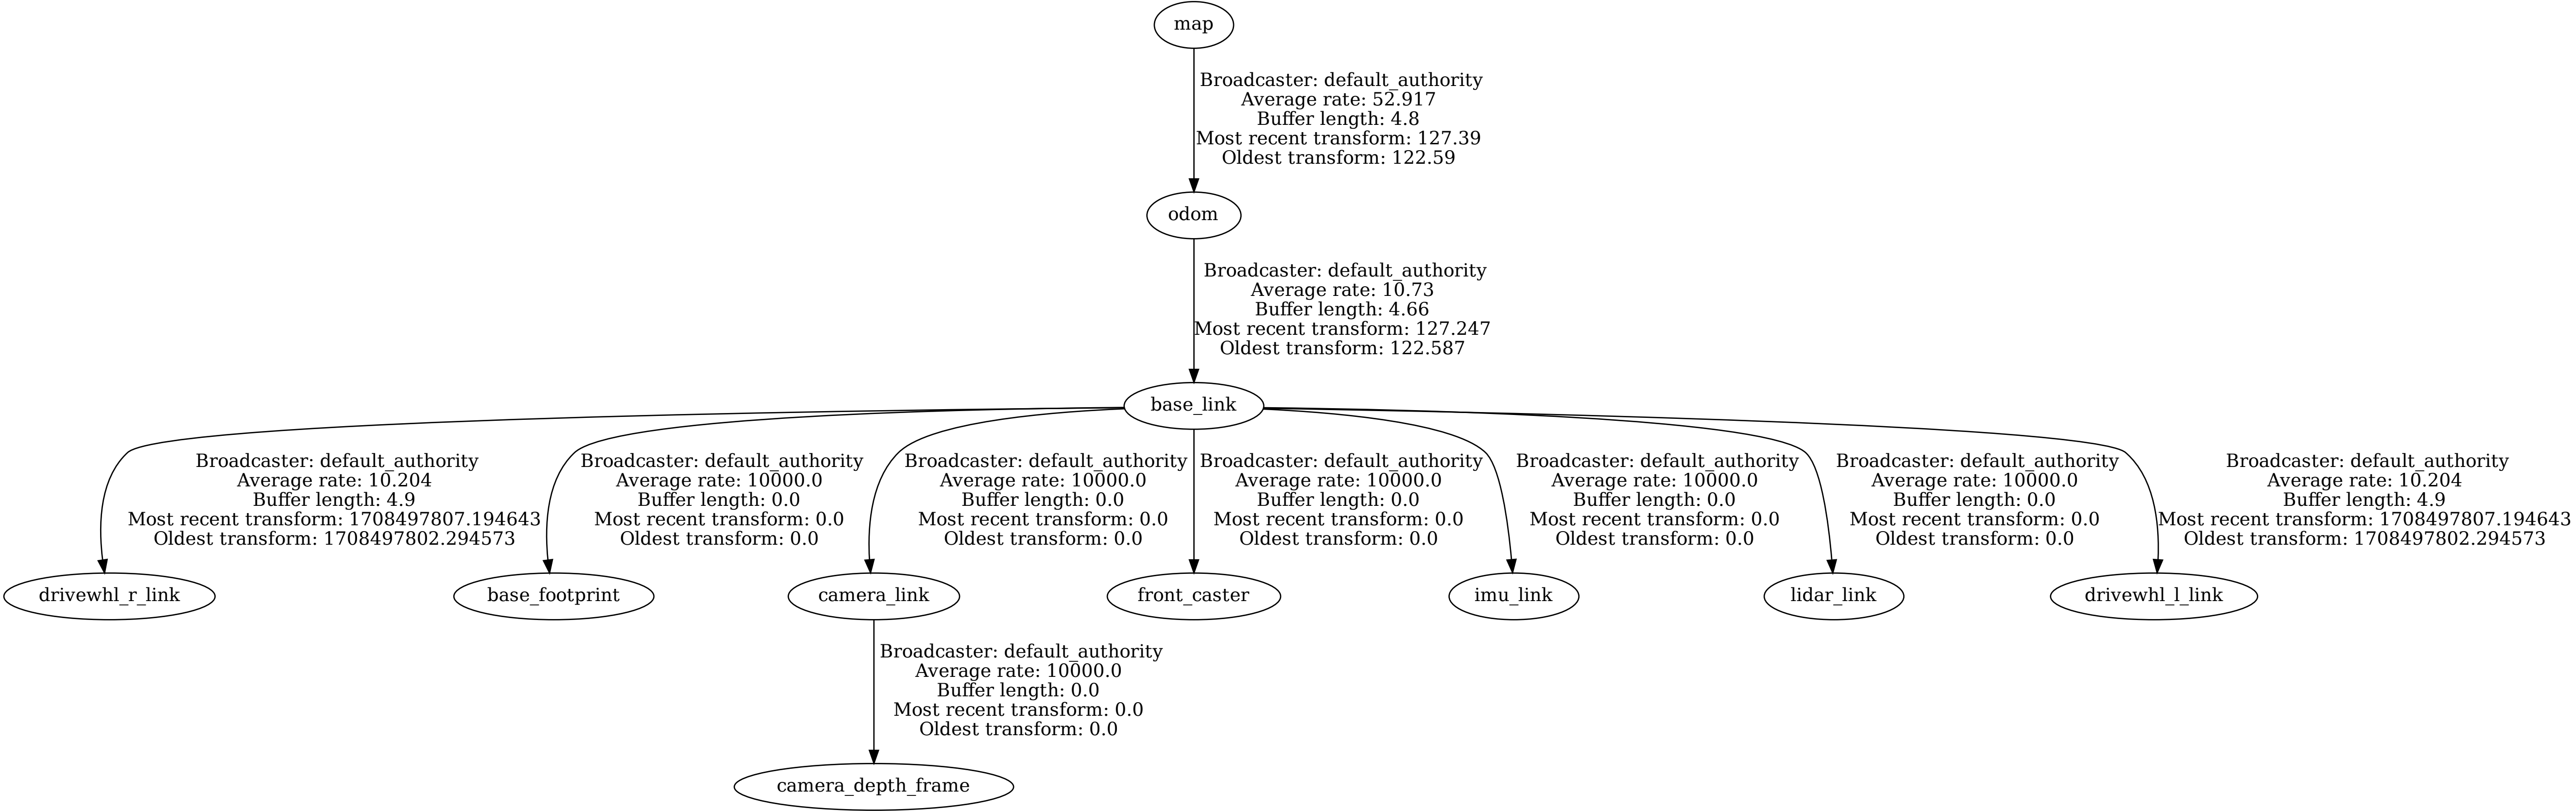 map
Broadcaster: default_authority
Average rate: 52.917
Buffer length: 4.8
Most recent transform: 127.39
Oldest transform: 122.59
odom
Broadcaster: default_authority
Average rate: 10.73
Buffer length: 4.66
Most recent transform: 127.247
Oldest transform: 122.587
base_link
Broadcaster: default_authority
Average rate: 10.204
Buffer length: 4.9
Most recent transform: 1708497807.194643
Oldest transform: 1708497802.294573
Broadcaster: default_authority
Average rate: 10000.0
Buffer length: 0.0
Most recent transform: 0.0
Oldest transform: 0.0
Broadcaster: default_authority
Average rate: 10000.0
Buffer length: 0.0
Most recent transform: 0.0
Oldest transform: 0.0
Broadcaster: default_authority
Average rate: 10000.0
Buffer length: 0.0
Most recent transform: 0.0
Oldest transform: 0.0
Broadcaster: default_authority
Average rate: 10000.0
Buffer length: 0.0
Most recent transform: 0.0
Oldest transform: 0.0
Broadcaster: default_authority
Average rate: 10000.0
Buffer length: 0.0
Most recent transform: 0.0
Oldest transform: 0.0
Broadcaster: default_authority
Average rate: 10.204
Buffer length: 4.9
Most recent transform: 1708497807.194643
Oldest transform: 1708497802.294573
drivewhl_r_link
base_footprint
camera_link
front_caster
imu_link
lidar_link
drivewhl_l_link
Broadcaster: default_authority
Average rate: 10000.0
Buffer length: 0.0
Most recent transform: 0.0
Oldest transform: 0.0
camera_depth_frame